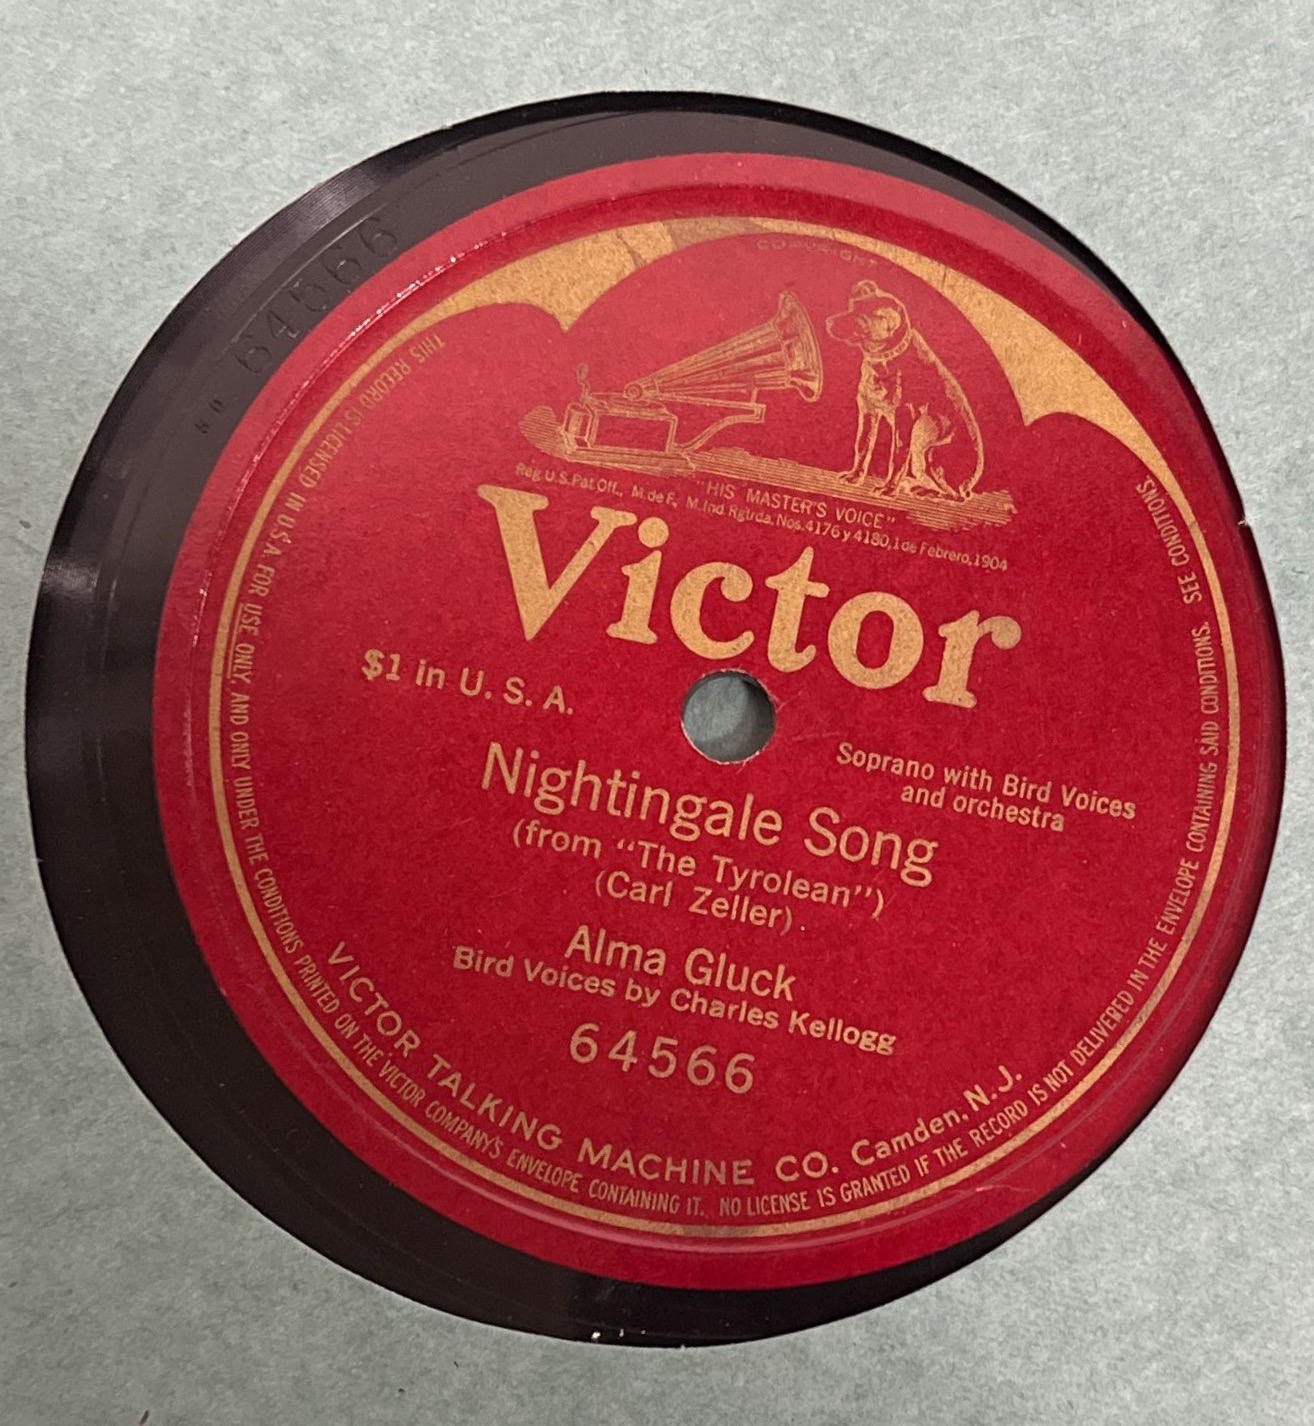 64566
COPYRIGHT
"HIS MASTER'S VOICE"
Reg. U.S. Pat. Off., M. de F., M. Ind. Rgtrda. Nos. 4176 y 4180, 1 de Febrero, 1904
Victor
$1 in U. S. A.
Soprano with Bird Voices
and orchestra
Nightingale Song
(from "The Tyrolean")
(Carl Zeller)
Alma Gluck
Bird Voices by Charles Kellogg
64566
VICTOR TALKING MACHINE CO. Camden, N. J.
THIS RECORD IS LICENSED IN U.S.A. FOR USE ONLY, AND ONLY UNDER THE CONDITIONS PRINTED ON THE VICTOR COMPANY'S ENVELOPE CONTAINING IT. NO LICENSE IS GRANTED IF THE RECORD IS NOT DELIVERED IN THE ENVELOPE CONTAINING SAID CONDITIONS. SEE CONDITIONS.